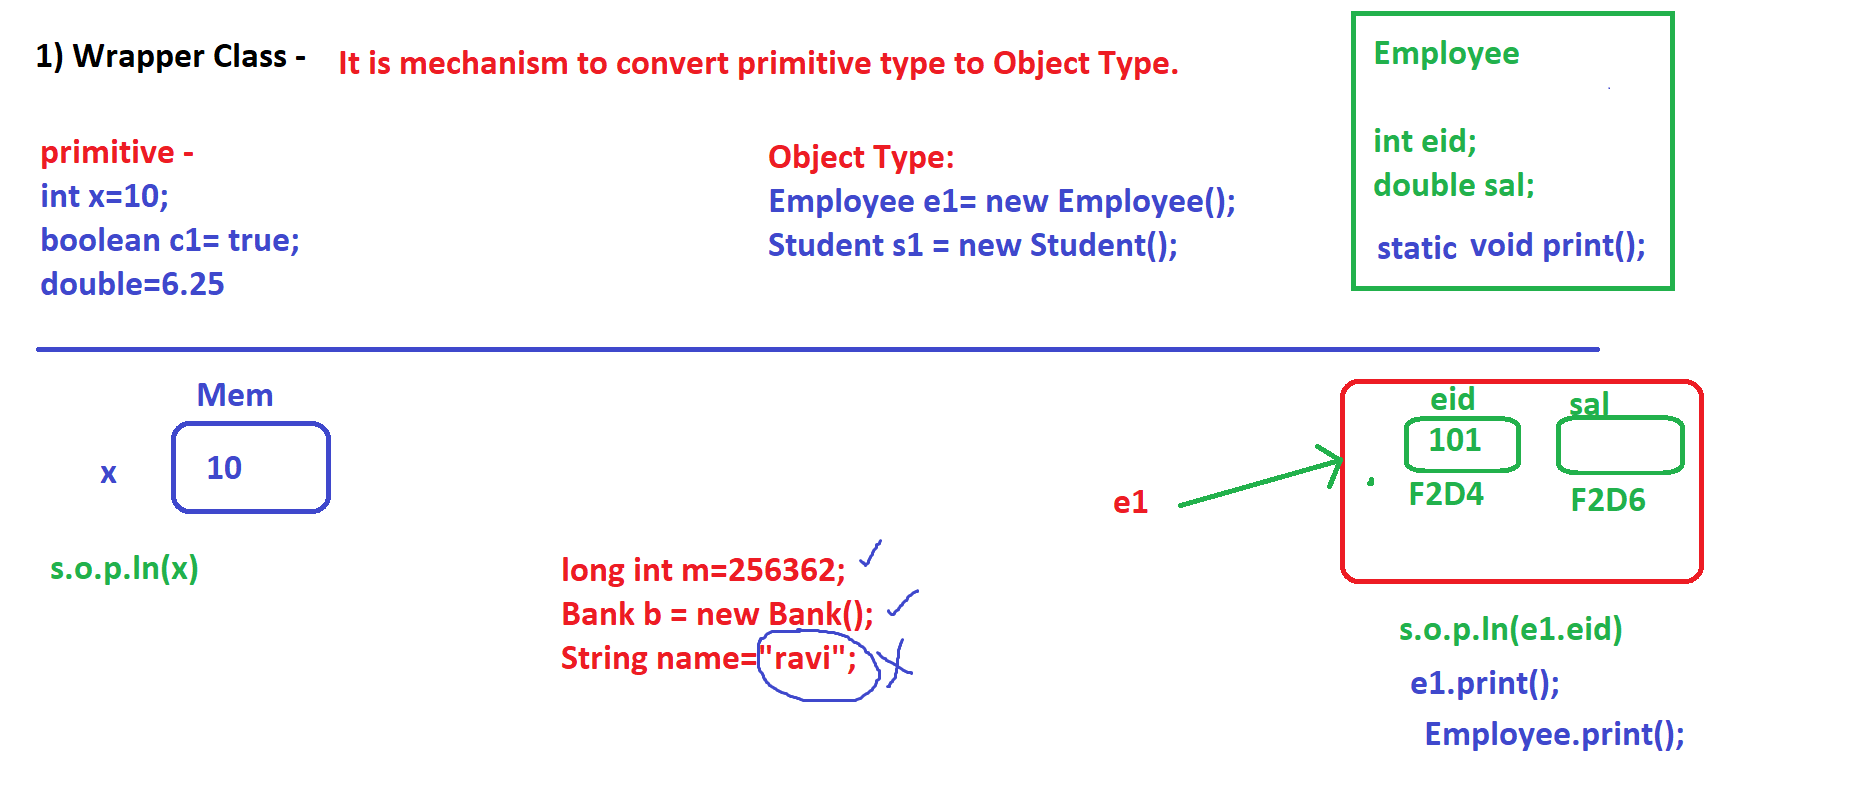 1) Wrapper Class - It is mechanism to convert primitive type to Object Type.
primitive -
int x=10;
boolean c1= true;
double=6.25
Object Type:
Employee e1= new Employee();
Student s1 = new Student();
Employee
int eid;
double sal;
static void print();
Mem
x 10
s.o.p.ln(x)
long int m=256362;
Bank b = new Bank();
String name="ravi";
e1
eid sal
101
F2D4 F2D6
s.o.p.ln(e1.eid)
e1.print();
Employee.print();